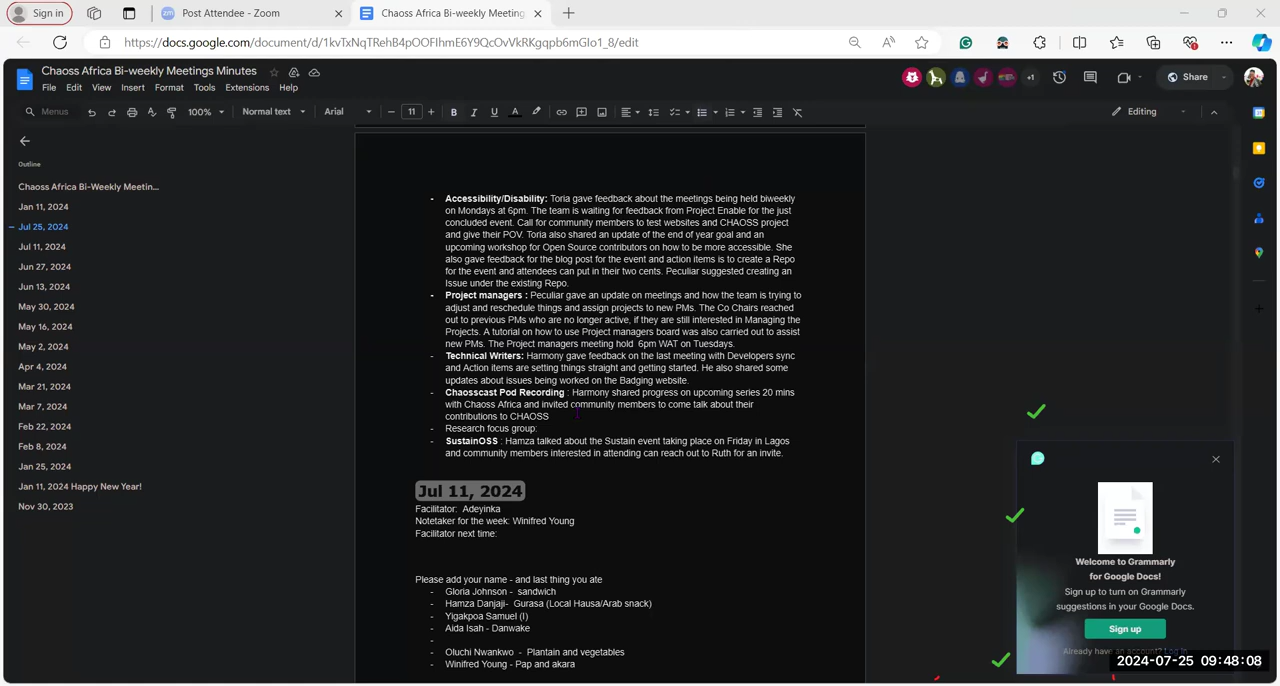 Sign in
Post Attendee - Zoom
Chaoss Africa Bi-weekly Meeting
https://docs.google.com/document/d/1kvTxNqTRehB4pOOFIhmE6Y9QcOvVkRKgqpb6mGlo1_8/edit
Chaoss Africa Bi-weekly Meetings Minutes
File Edit View Insert Format Tools Extensions Help
+1
Share
Menus
100%
Normal text
Arial
11
Editing
Outline
Chaoss Africa Bi-Weekly Meetin...
Jan 11, 2024
Jul 25, 2024
Jul 11, 2024
Jun 27, 2024
Jun 13, 2024
May 30, 2024
May 16, 2024
May 2, 2024
Apr 4, 2024
Mar 21, 2024
Mar 7, 2024
Feb 22, 2024
Feb 8, 2024
Jan 25, 2024
Jan 11, 2024 Happy New Year!
Nov 30, 2023
- Accessibility/Disability: Toria gave feedback about the meetings being held biweekly
on Mondays at 6pm. The team is waiting for feedback from Project Enable for the just
concluded event. Call for community members to test websites and CHAOSS project
and give their POV. Toria also shared an update of the end of year goal and an
upcoming workshop for Open Source contributors on how to be more accessible. She
also gave feedback for the blog post for the event and action items is to create a Repo
for the event and attendees can put in their two cents. Peculiar suggested creating an
Issue under the existing Repo.
- Project managers : Peculiar gave an update on meetings and how the team is trying to
adjust and reschedule things and assign projects to new PMs. The Co Chairs reached
out to previous PMs who are no longer active, if they are still interested in Managing the
Projects. A tutorial on how to use Project managers board was also carried out to assist
new PMs. The Project managers meeting hold 6pm WAT on Tuesdays.
- Technical Writers: Harmony gave feedback on the last meeting with Developers sync
and Action items are setting things straight and getting started. He also shared some
updates about issues being worked on the Badging website.
- Chaosscast Pod Recording : Harmony shared progress on upcoming series 20 mins
with Chaoss Africa and invited community members to come talk about their
contributions to CHAOSS
- Research focus group:
- SustainOSS : Hamza talked about the Sustain event taking place on Friday in Lagos
and community members interested in attending can reach out to Ruth for an invite.
Jul 11, 2024
Facilitator: Adeyinka
Notetaker for the week: Winifred Young
Facilitator next time:
Please add your name - and last thing you ate
- Gloria Johnson - sandwich
- Hamza Danjaji- Gurasa (Local Hausa/Arab snack)
- Yigakpoa Samuel (I)
- Aida Isah - Danwake
-
- Oluchi Nwankwo - Plantain and vegetables
- Winifred Young - Pap and akara
Welcome to Grammarly
for Google Docs!
Sign up to turn on Grammarly
suggestions in your Google Docs.
Sign up
Already have an account? Log in
2024-07-25 09:48:08